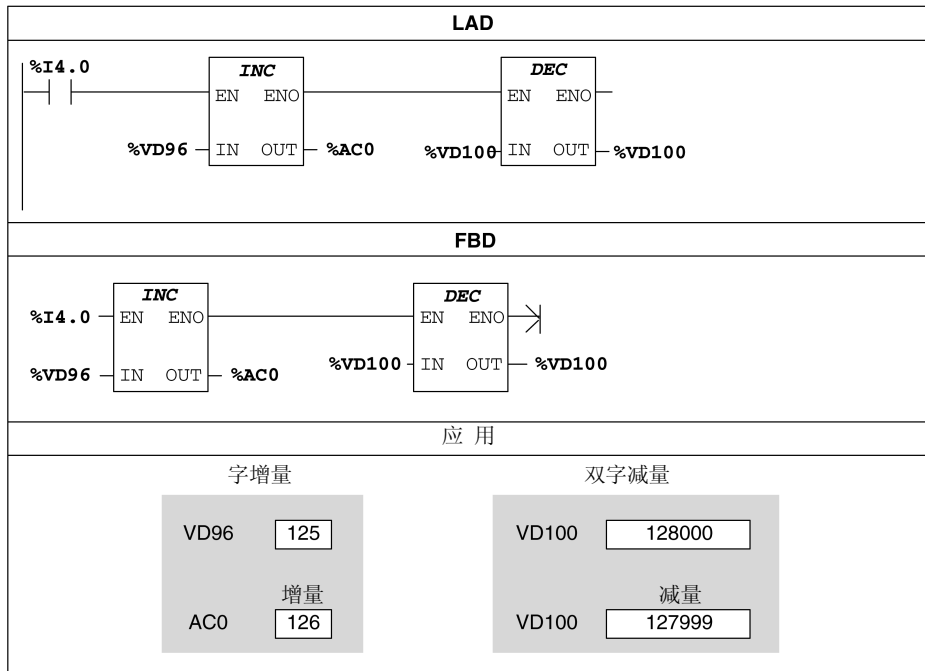 LAD
%I4.0
INC
DEC
EN ENO
EN ENO
%VD96 IN OUT %AC0
%VD100 IN OUT %VD100
FBD
INC
DEC
%I4.0 EN ENO
EN ENO
%VD96 IN OUT %AC0
%VD100 IN OUT %VD100
应 用
字增量
双字减量
VD96 125
VD100 128000
增量
减量
AC0 126
VD100 127999